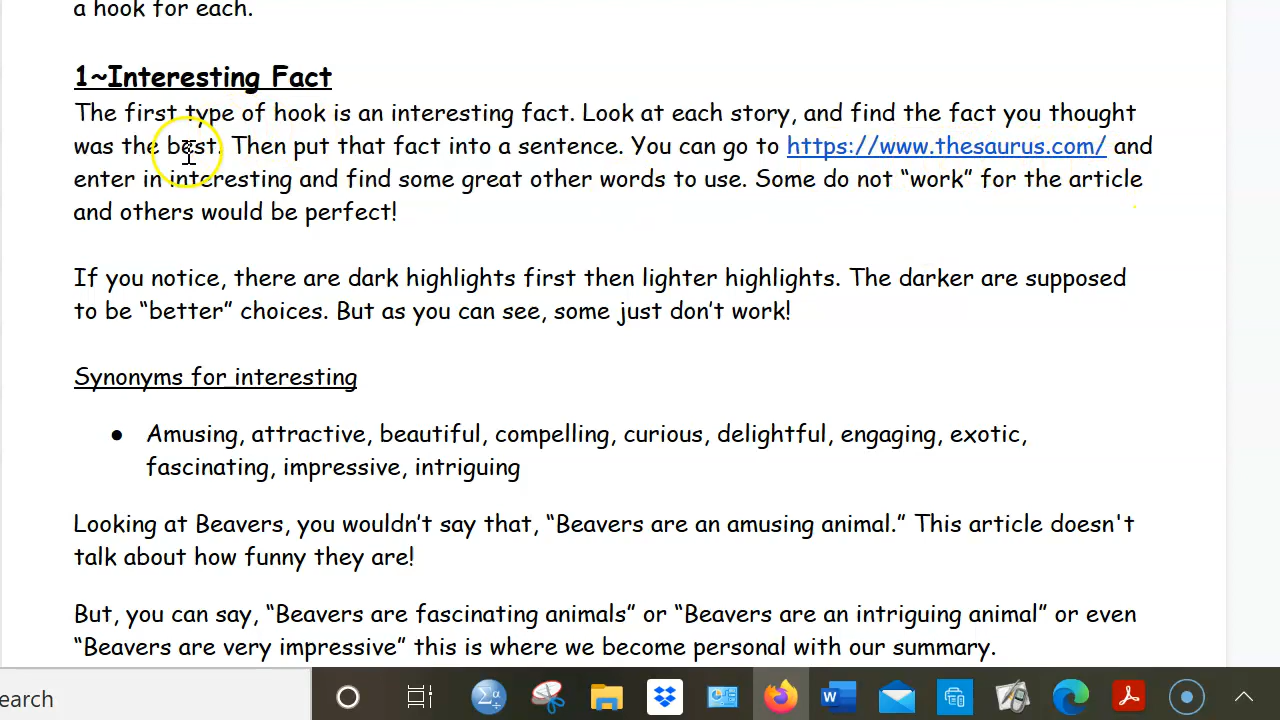 a hook for each.
1~Interesting Fact
The first type of hook is an interesting fact. Look at each story, and find the fact you thought
was the best. Then put that fact into a sentence. You can go to https://www.thesaurus.com/ and
enter in interesting and find some great other words to use. Some do not “work” for the article
and others would be perfect!
If you notice, there are dark highlights first then lighter highlights. The darker are supposed
to be “better” choices. But as you can see, some just don’t work!
Synonyms for interesting
● Amusing, attractive, beautiful, compelling, curious, delightful, engaging, exotic,
fascinating, impressive, intriguing
Looking at Beavers, you wouldn’t say that, “Beavers are an amusing animal.” This article doesn't
talk about how funny they are!
But, you can say, “Beavers are fascinating animals” or “Beavers are an intriguing animal” or even
“Beavers are very impressive” this is where we become personal with our summary.
earch